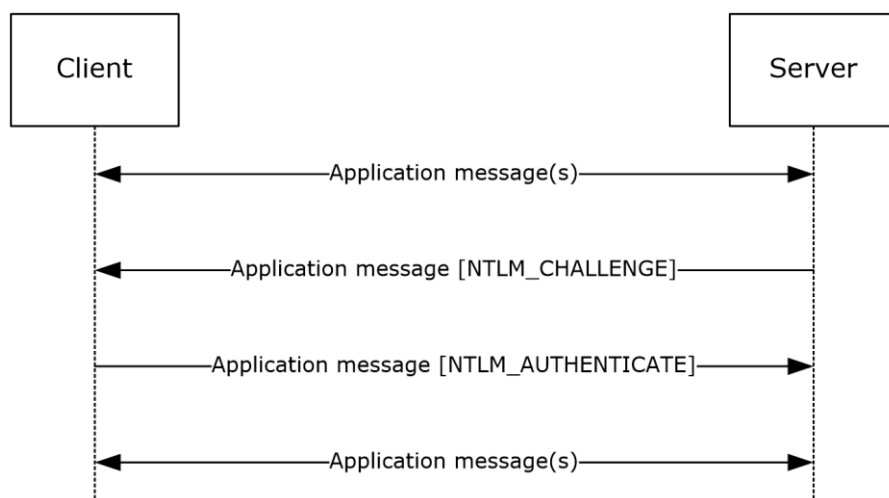 Client
Server
Application message(s)
Application message [NTLM_CHALLENGE]
Application message [NTLM_AUTHENTICATE]
Application message(s)